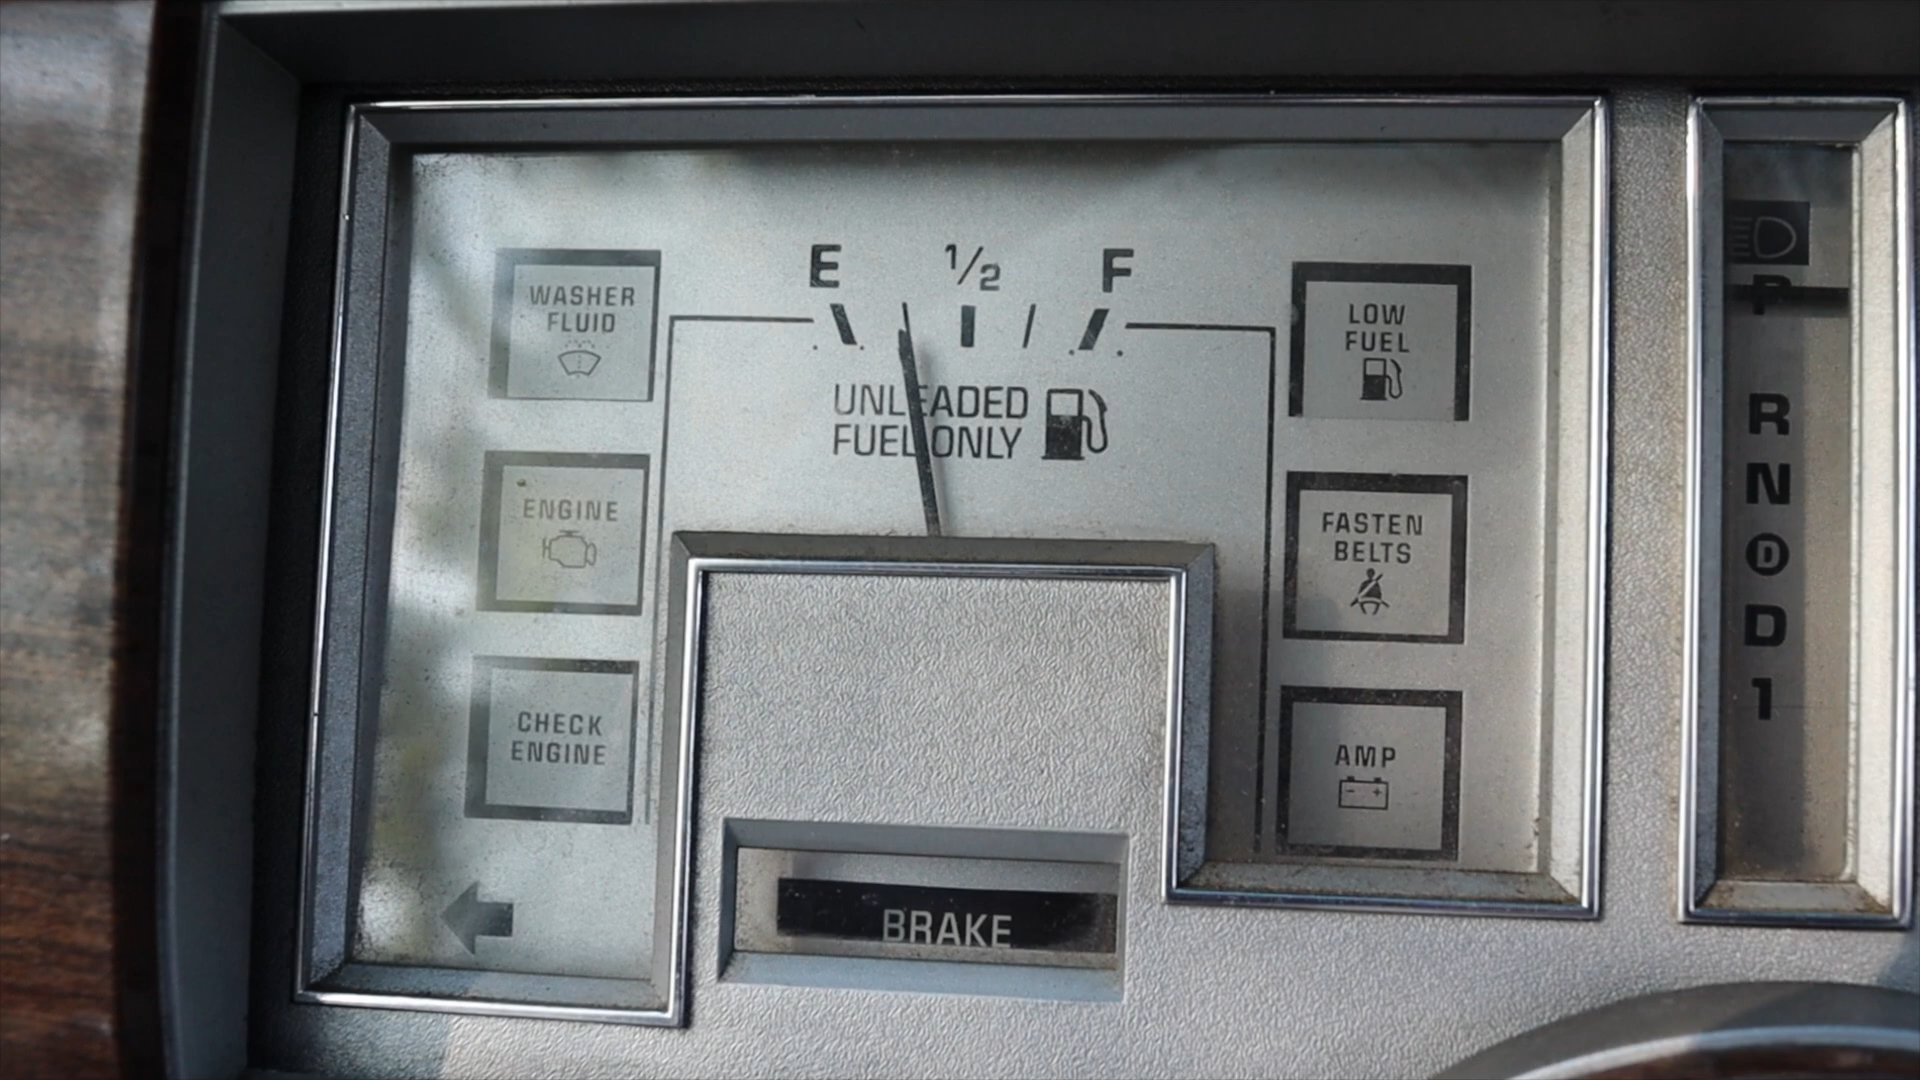 E ½ F
WASHER
FLUID
UNLEADED
FUEL ONLY
LOW
FUEL
ENGINE
FASTEN
BELTS
CHECK
ENGINE
AMP
- +
BRAKE
P
R
N
D
D
1